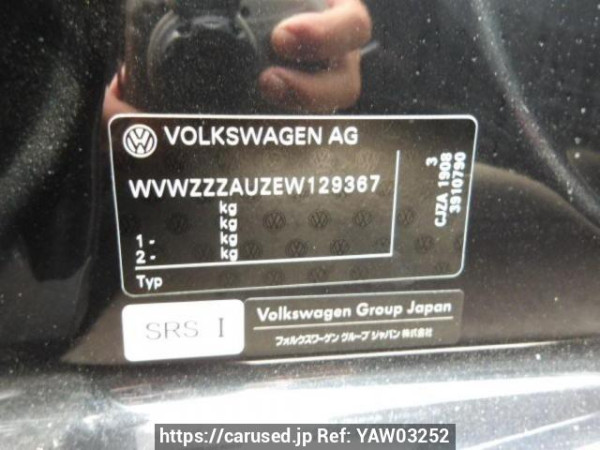 VOLKSWAGEN AG
WVWZZZAUZEW129367
kg
kg
1 - kg
2 - kg
Typ
3
CJZA 1908
3910790
SRS I
Volkswagen Group Japan
フォルクスワーゲン グループ ジャパン 株式会社
https://carused.jp Ref: YAW03252